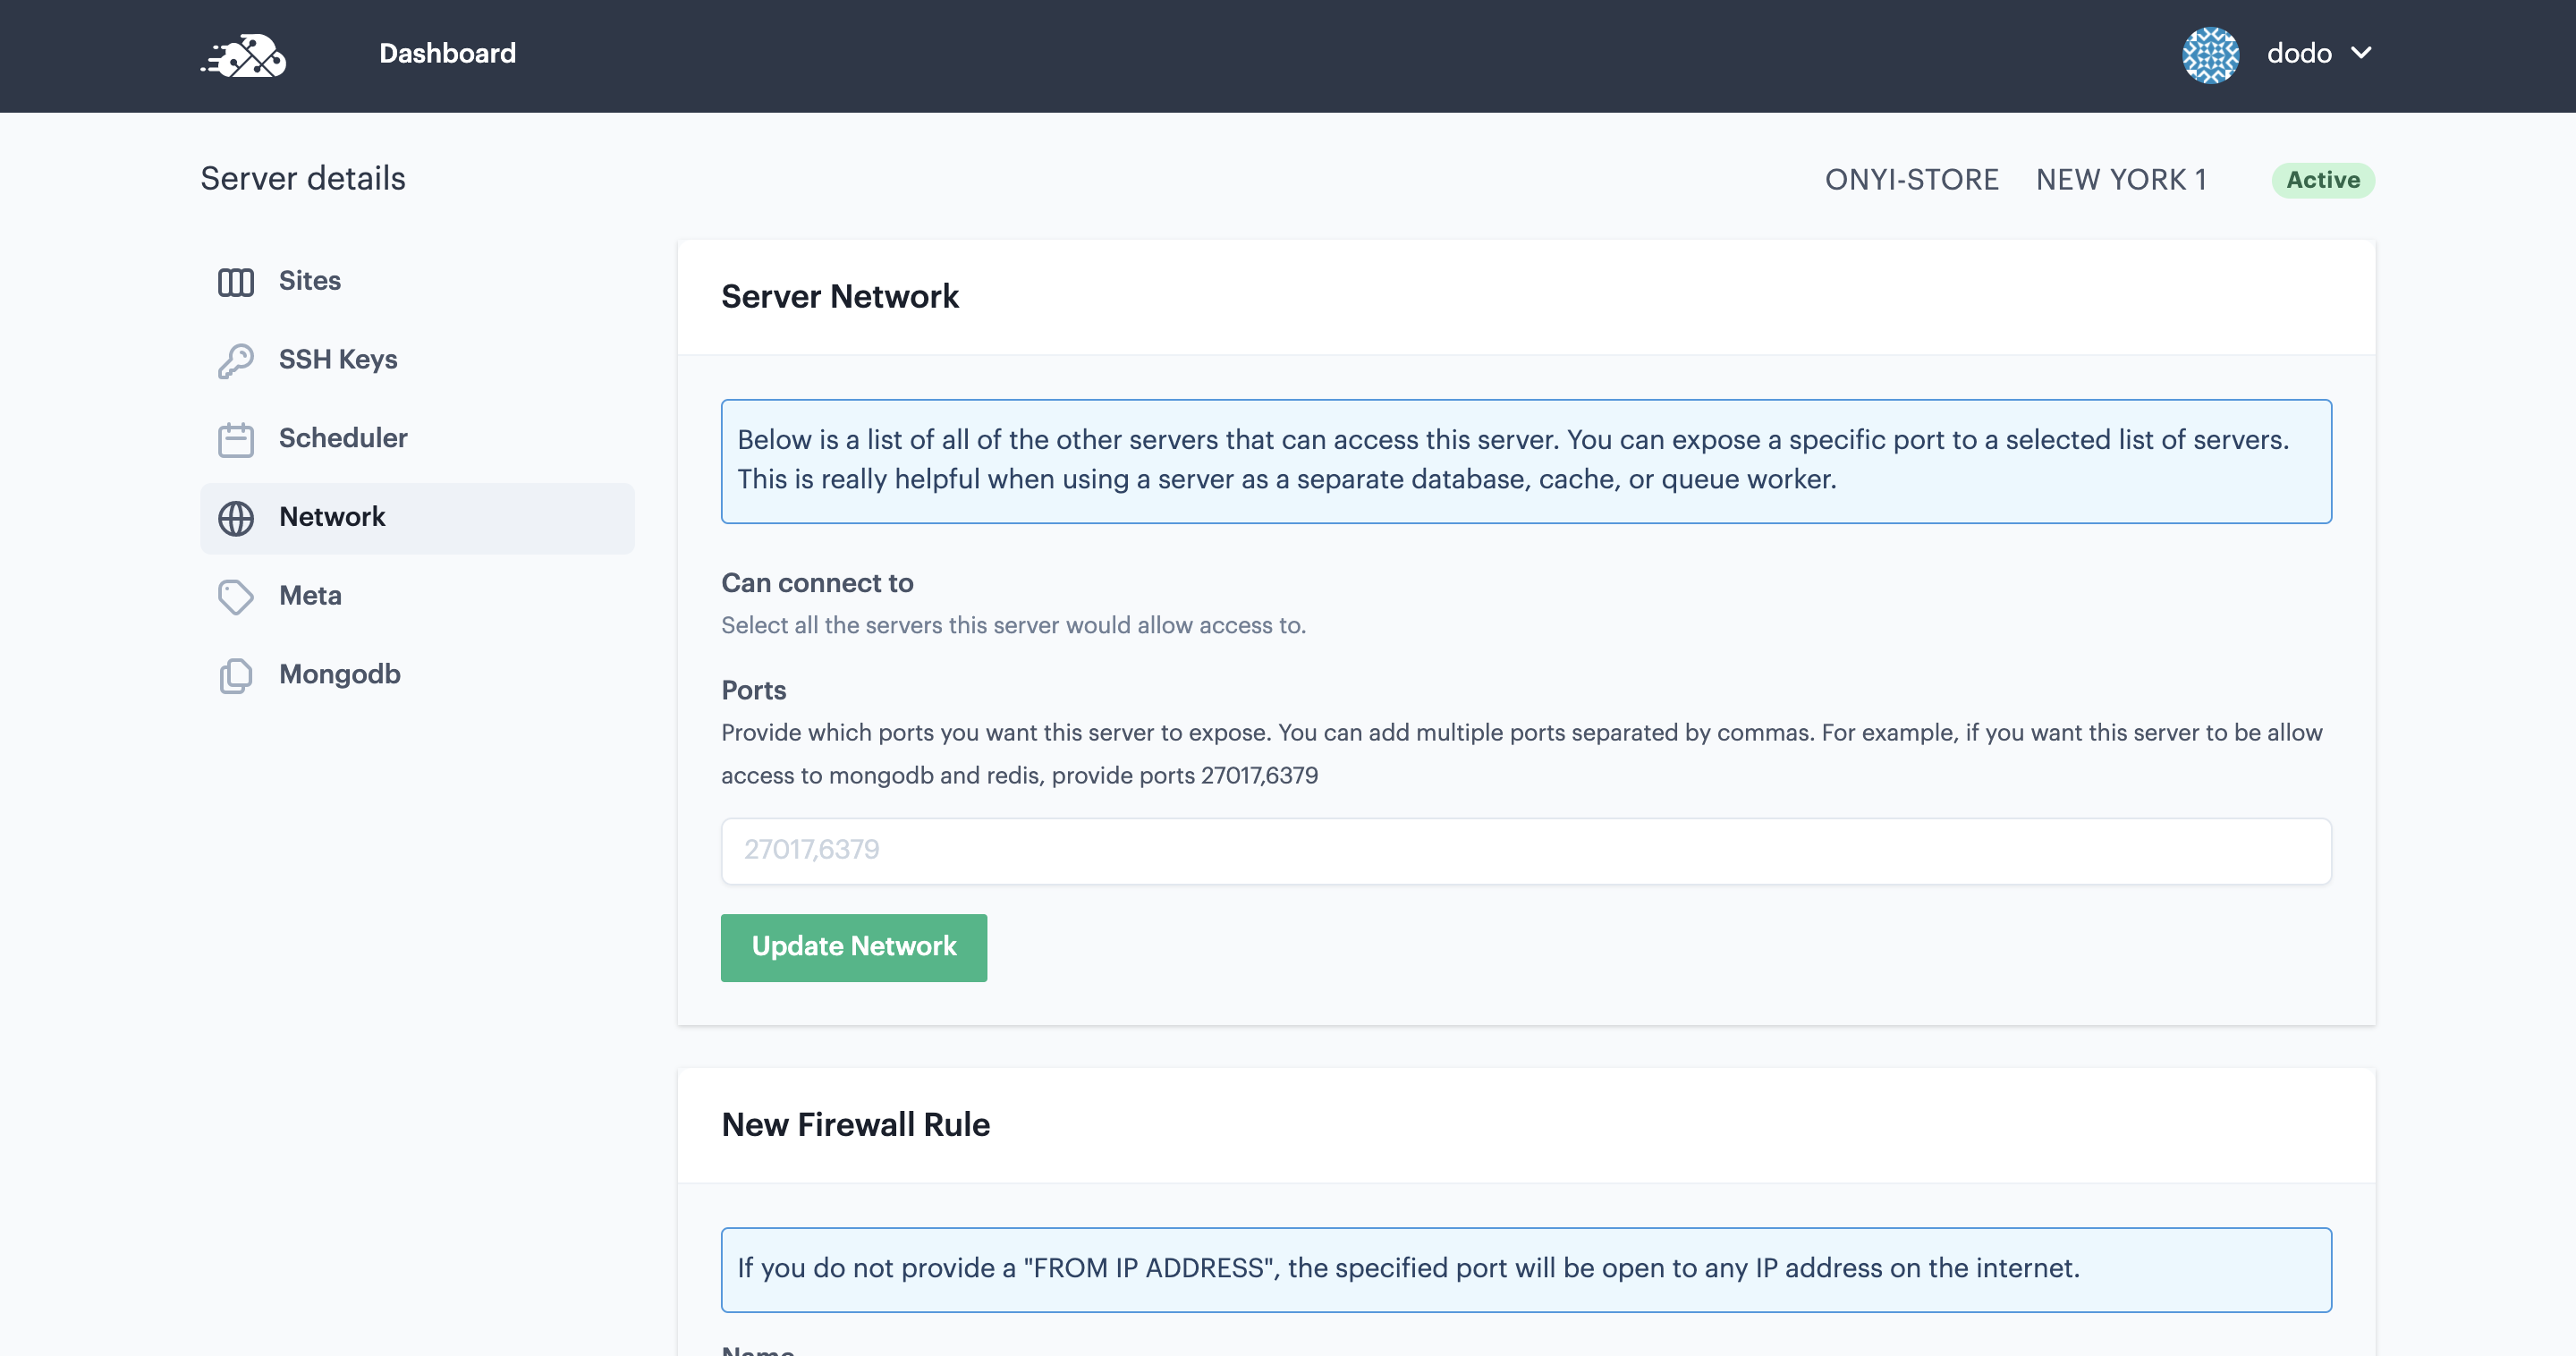 Dashboard
dodo
Server details
ONYI-STORE
NEW YORK 1
Active
Sites
SSH Keys
Scheduler
Network
Meta
Mongodb
Server Network
Below is a list of all of the other servers that can access this server. You can expose a specific port to a selected list of servers.
This is really helpful when using a server as a separate database, cache, or queue worker.
Can connect to
Select all the servers this server would allow access to.
Ports
Provide which ports you want this server to expose. You can add multiple ports separated by commas. For example, if you want this server to be allow
access to mongodb and redis, provide ports 27017,6379
27017,6379
Update Network
New Firewall Rule
If you do not provide a "FROM IP ADDRESS", the specified port will be open to any IP address on the internet.
Name